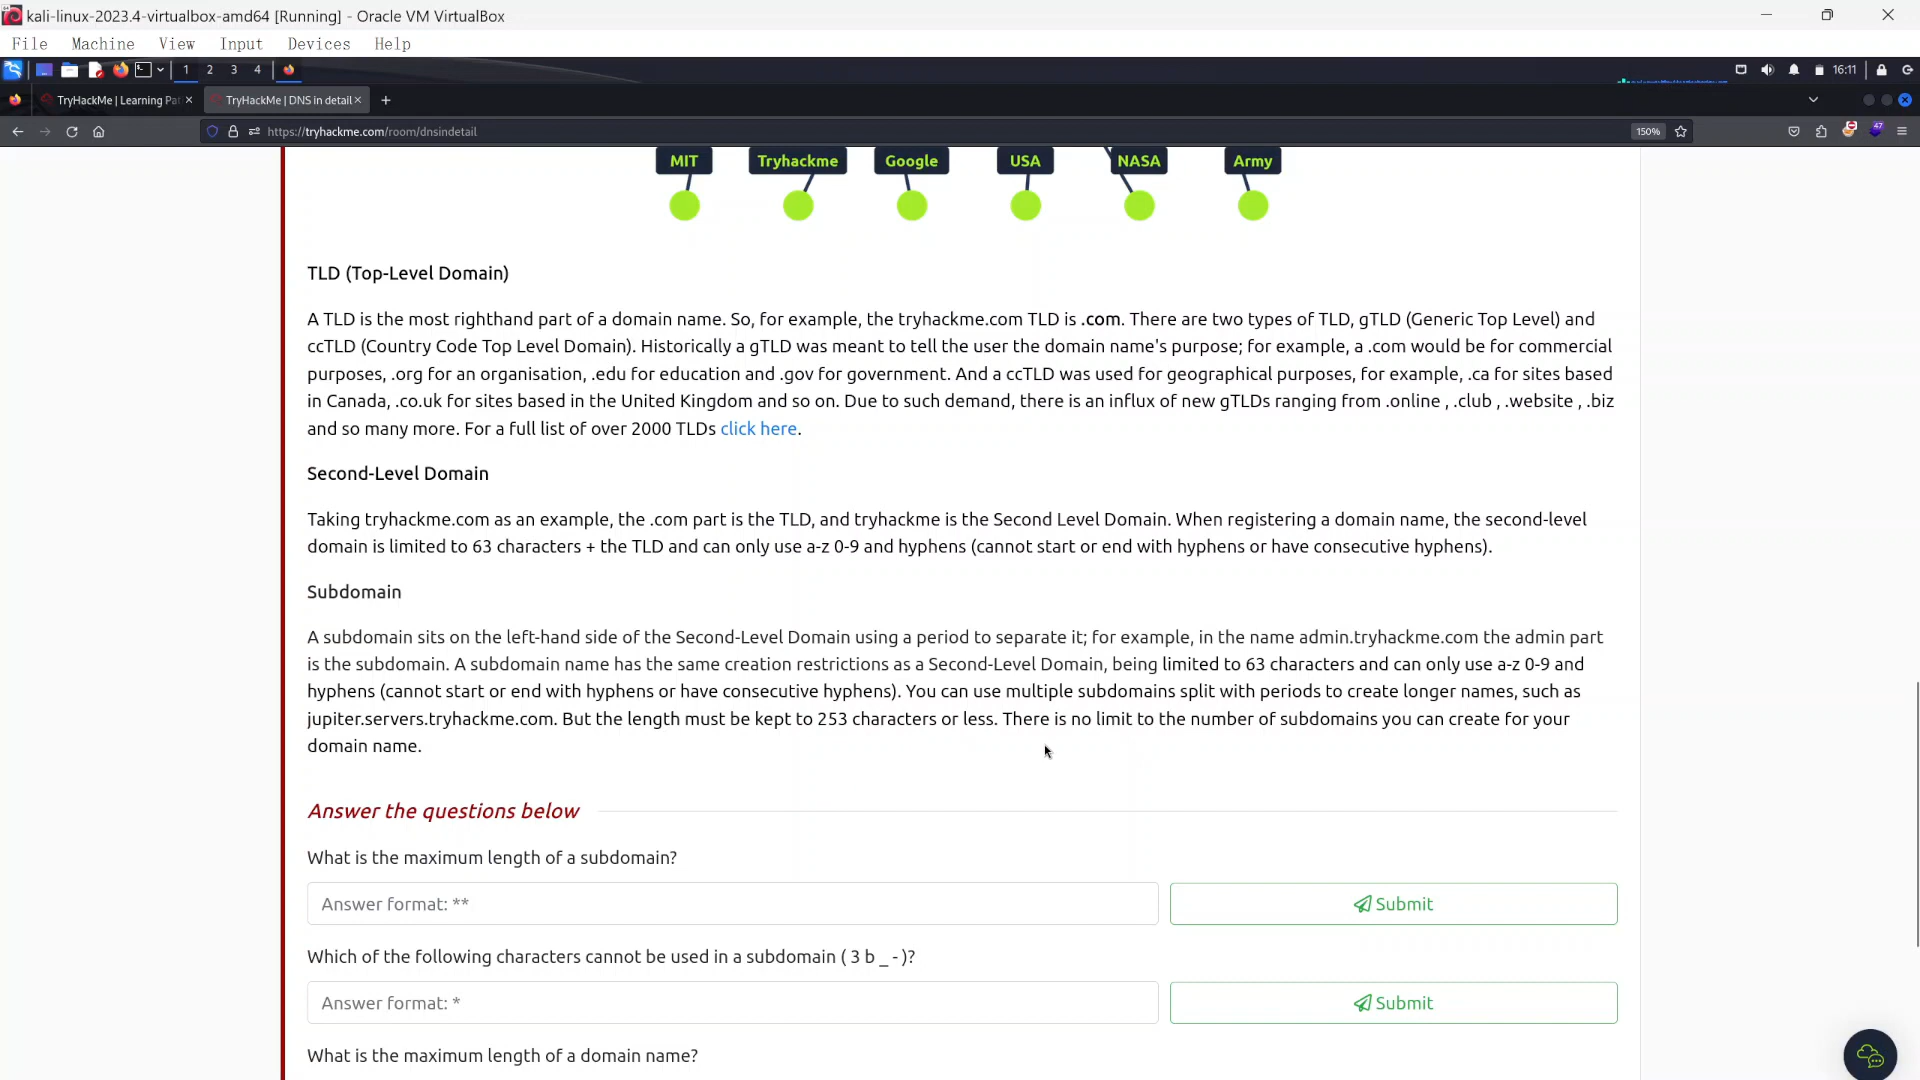 kali-linux-2023.4-virtualbox-amd64 [Running] - Oracle VM VirtualBox
File Machine View Input Devices Help
1 2 3 4 16:11
TryHackMe | Learning Pat × TryHackMe | DNS in detail × +
https://tryhackme.com/room/dnsindetail 150% 47
MIT Tryhackme Google USA NASA Army
TLD (Top-Level Domain)
A TLD is the most righthand part of a domain name. So, for example, the tryhackme.com TLD is .com. There are two types of TLD, gTLD (Generic Top Level) and
ccTLD (Country Code Top Level Domain). Historically a gTLD was meant to tell the user the domain name's purpose; for example, a .com would be for commercial
purposes, .org for an organisation, .edu for education and .gov for government. And a ccTLD was used for geographical purposes, for example, .ca for sites based
in Canada, .co.uk for sites based in the United Kingdom and so on. Due to such demand, there is an influx of new gTLDs ranging from .online , .club , .website , .biz
and so many more. For a full list of over 2000 TLDs click here.
Second-Level Domain
Taking tryhackme.com as an example, the .com part is the TLD, and tryhackme is the Second Level Domain. When registering a domain name, the second-level
domain is limited to 63 characters + the TLD and can only use a-z 0-9 and hyphens (cannot start or end with hyphens or have consecutive hyphens).
Subdomain
A subdomain sits on the left-hand side of the Second-Level Domain using a period to separate it; for example, in the name admin.tryhackme.com the admin part
is the subdomain. A subdomain name has the same creation restrictions as a Second-Level Domain, being limited to 63 characters and can only use a-z 0-9 and
hyphens (cannot start or end with hyphens or have consecutive hyphens). You can use multiple subdomains split with periods to create longer names, such as
jupiter.servers.tryhackme.com. But the length must be kept to 253 characters or less. There is no limit to the number of subdomains you can create for your
domain name.
Answer the questions below
What is the maximum length of a subdomain?
Answer format: ** Submit
Which of the following characters cannot be used in a subdomain ( 3 b _ - )?
Answer format: * Submit
What is the maximum length of a domain name?